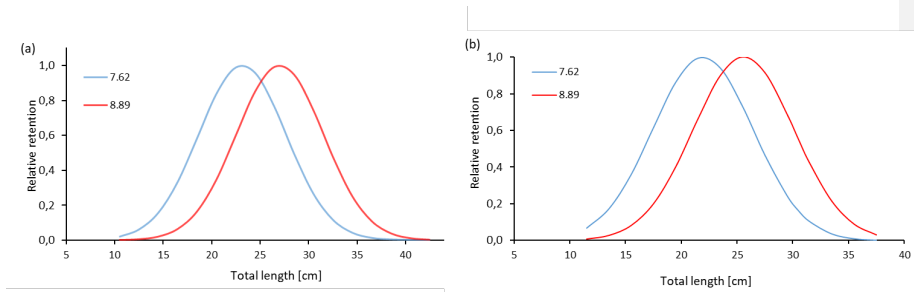 (a)
1,0
0,8
0,6
0,4
0,2
0,0
Relative retention
7.62
8.89
5 10 15 20 25 30 35 40
Total length [cm]
(b)
1,0
0,8
0,6
0,4
0,2
0,0
Relative retention
7.62
8.89
5 10 15 20 25 30 35 40
Total length [cm]